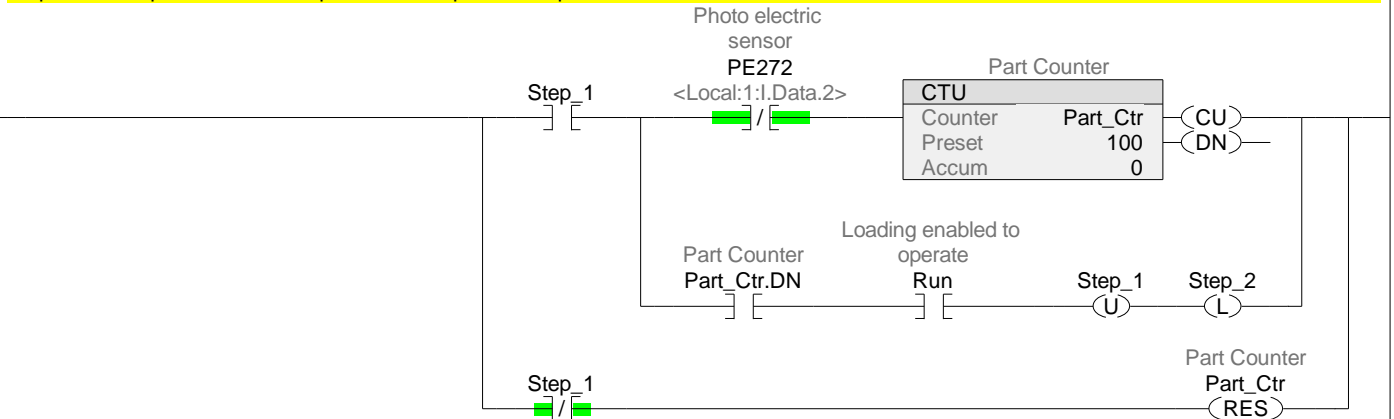 Photo electric
sensor
PE272
<Local:1:I.Data.2>
Step_1
/
Part Counter
CTU
Counter Part_Ctr
Preset 100
Accum 0
CU
DN
Part Counter
Part_Ctr.DN
Loading enabled to
operate
Run
Step_1
U
Step_2
L
Step_1
/
Part Counter
Part_Ctr
RES